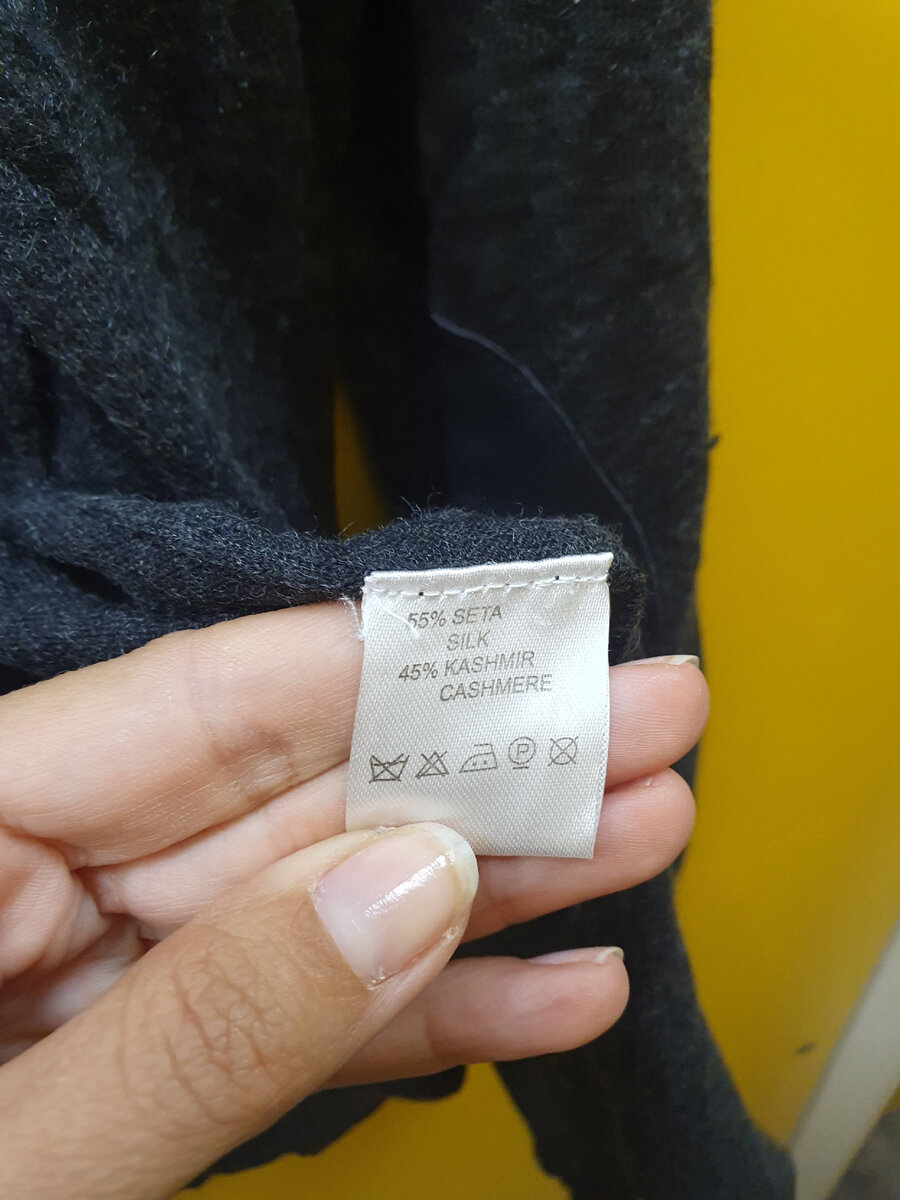 55% SETA
SILK
45% KASHMIR
CASHMERE
P